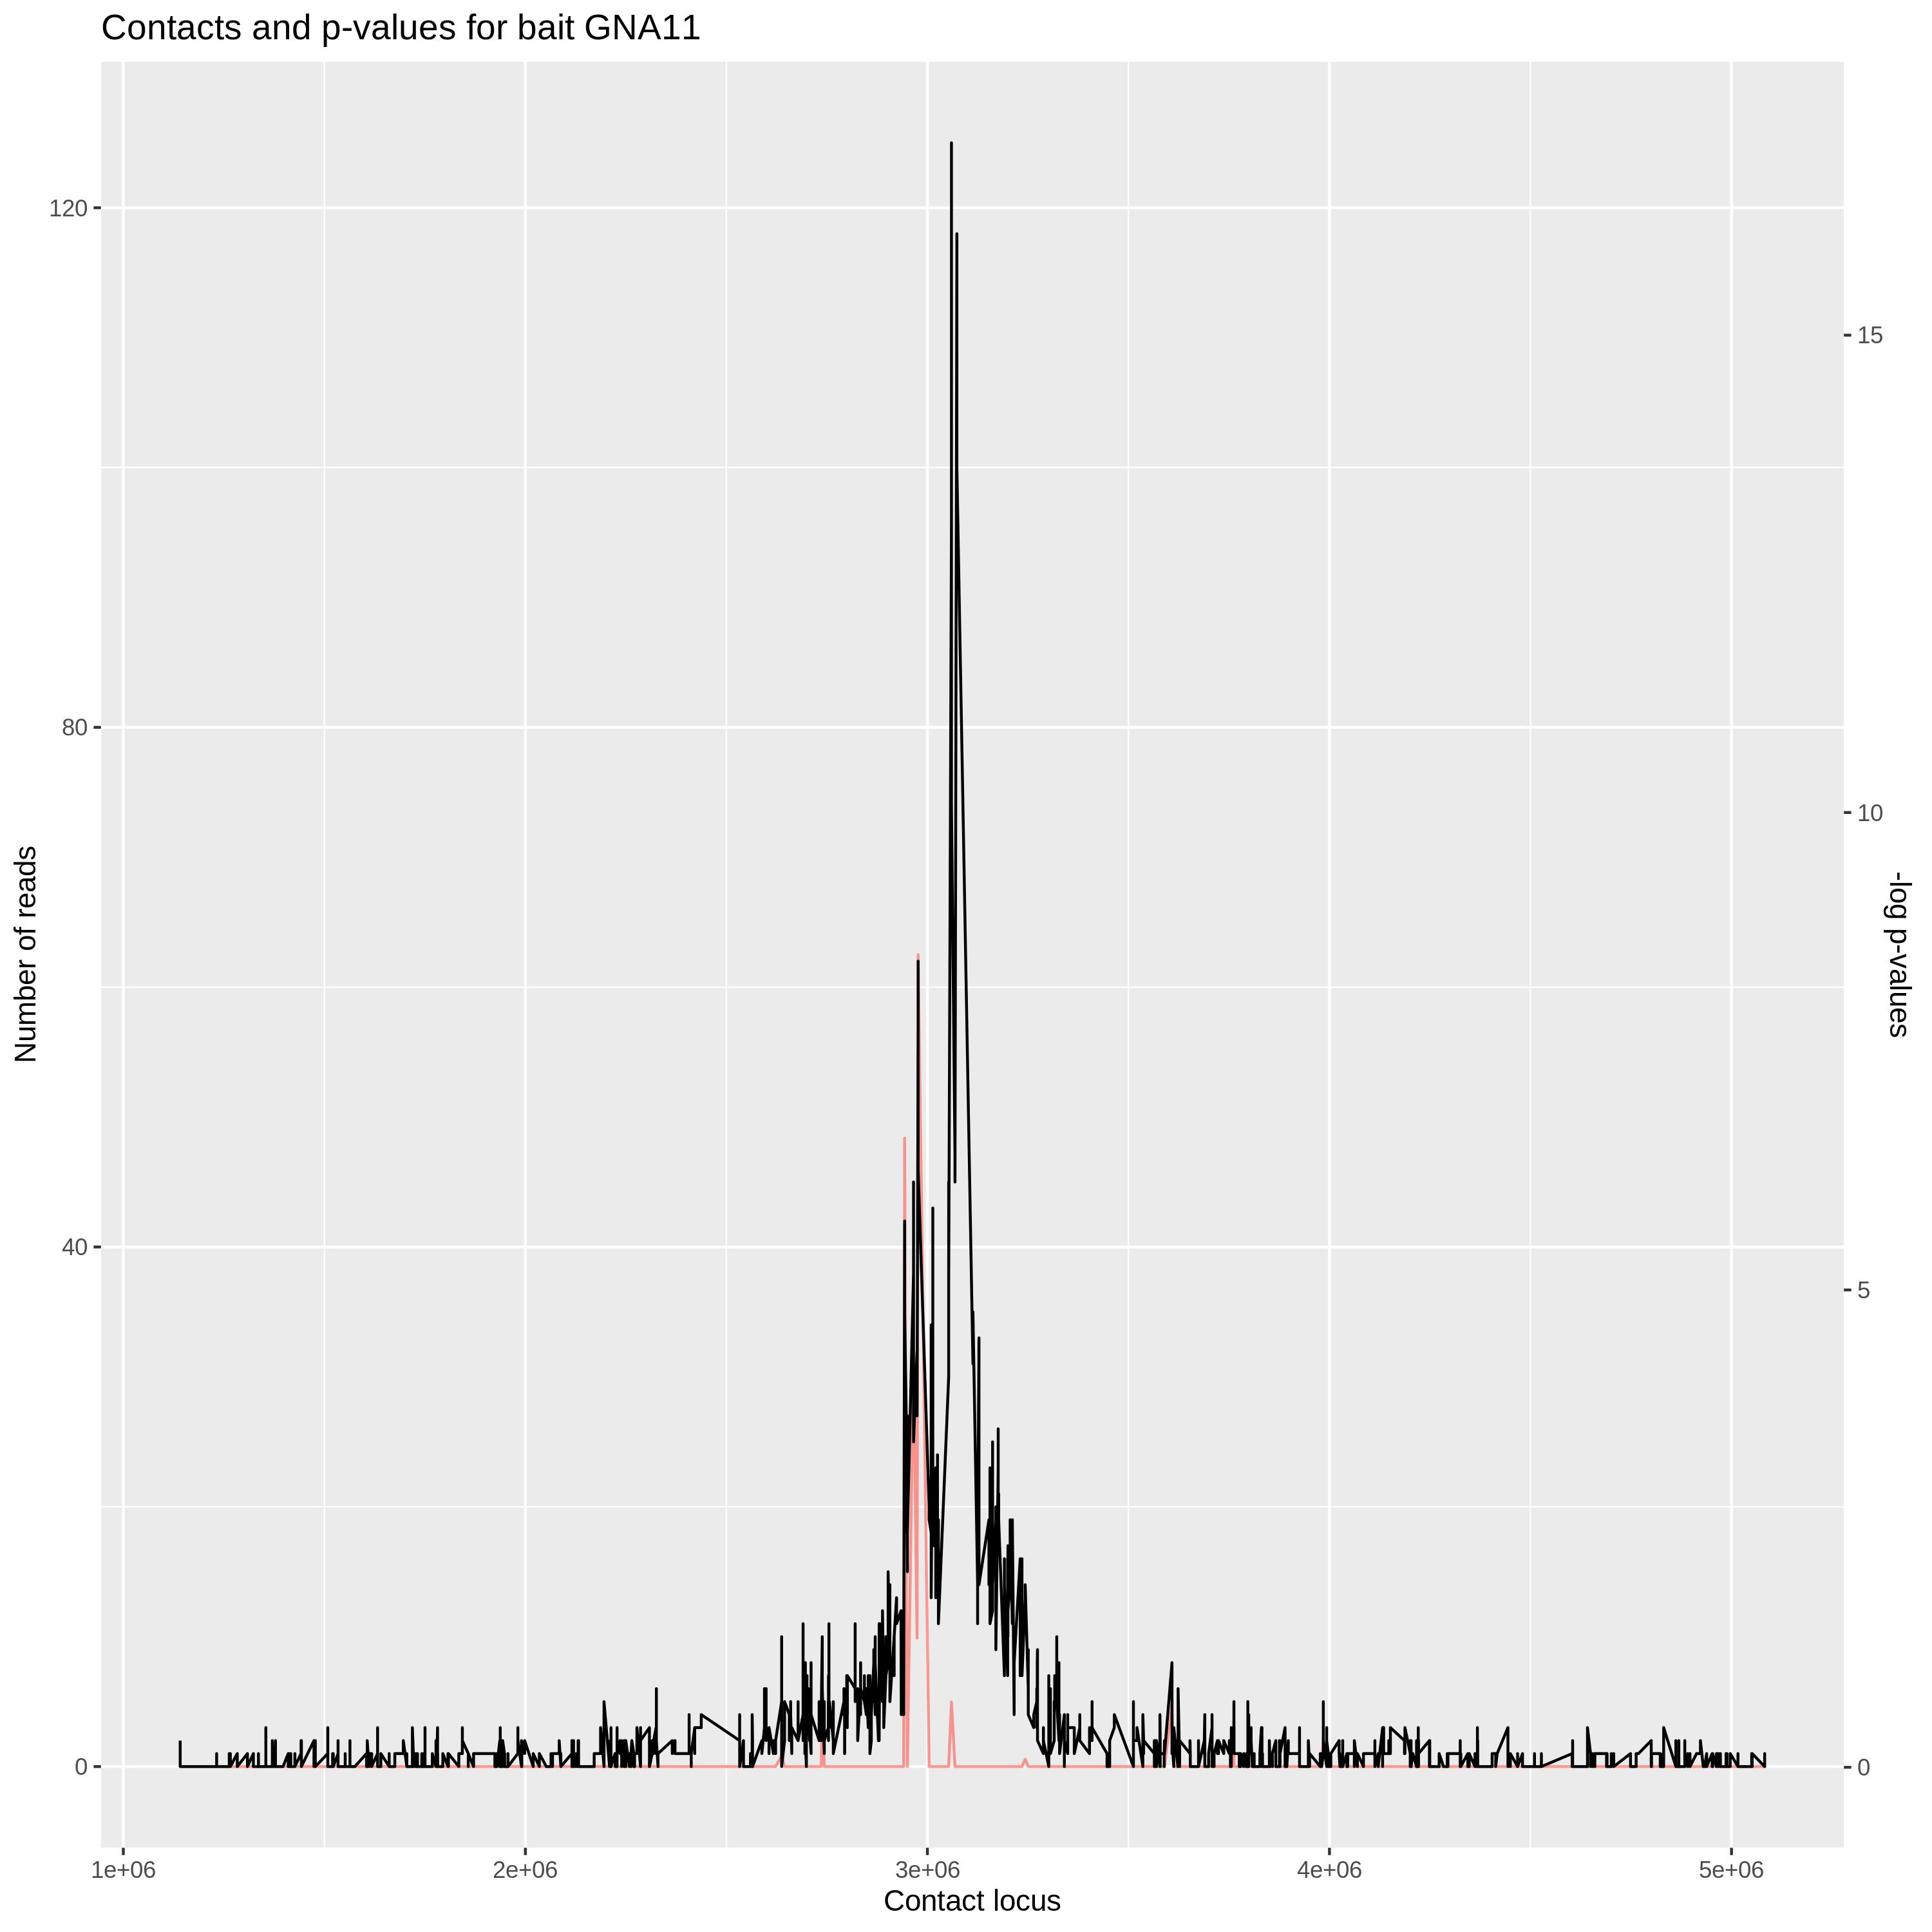 Contacts and p-values for bait GNA11
120
80
40
0
Number of reads
15
10
5
0
-log p-values
1e+06
2e+06
3e+06
4e+06
5e+06
Contact locus